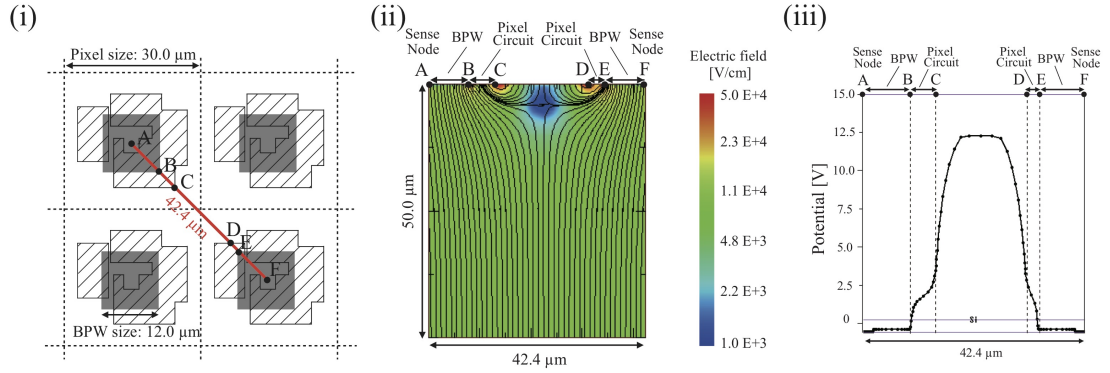 (i)
Pixel size: 30.0 μm
A
B
C
42.4 μm
D
E
F
BPW size: 12.0 μm
(ii)
Sense Node
BPW
Pixel Circuit
Pixel Circuit
BPW
Sense Node
A
B
C
D
E
F
50.0 μm
42.4 μm
Electric field
[V/cm]
5.0 E+4
2.3 E+4
1.1 E+4
4.8 E+3
2.2 E+3
1.0 E+3
(iii)
Sense Node
BPW
Pixel Circuit
Pixel Circuit
BPW
Sense Node
A
B
C
D
E
F
15.0
12.5
10.0
7.5
5.0
2.5
0
Potential [V]
Si
42.4 μm